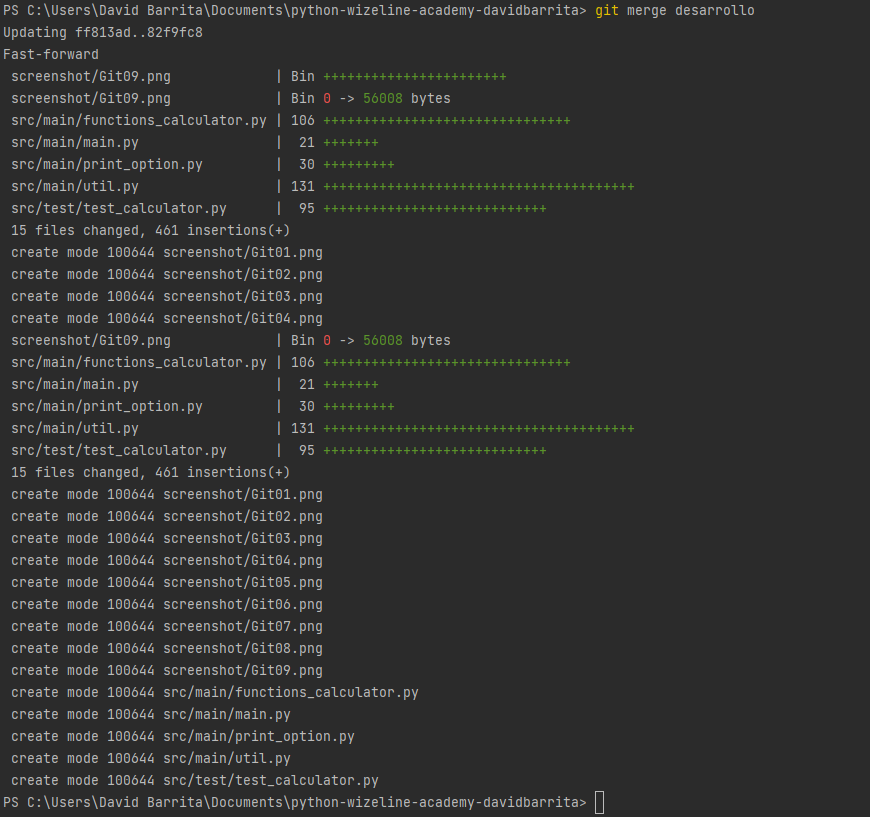 PS C:\Users\David Barrita\Documents\python-wizeline-academy-davidbarrita> git merge desarrollo
Updating ff813ad..82f9fc8
Fast-forward
 screenshot/Git09.png             | Bin +++++++++++++++++++++++
 screenshot/Git09.png             | Bin 0 -> 56008 bytes
 src/main/functions_calculator.py | 106 +++++++++++++++++++++++++++++++
 src/main/main.py                 |  21 +++++++
 src/main/print_option.py         |  30 +++++++++
 src/main/util.py                 | 131 +++++++++++++++++++++++++++++++++++++++
 src/test/test_calculator.py      |  95 ++++++++++++++++++++++++++++
 15 files changed, 461 insertions(+)
 create mode 100644 screenshot/Git01.png
 create mode 100644 screenshot/Git02.png
 create mode 100644 screenshot/Git03.png
 create mode 100644 screenshot/Git04.png
 screenshot/Git09.png             | Bin 0 -> 56008 bytes
 src/main/functions_calculator.py | 106 +++++++++++++++++++++++++++++++
 src/main/main.py                 |  21 +++++++
 src/main/print_option.py         |  30 +++++++++
 src/main/util.py                 | 131 +++++++++++++++++++++++++++++++++++++++
 src/test/test_calculator.py      |  95 ++++++++++++++++++++++++++++
 15 files changed, 461 insertions(+)
 create mode 100644 screenshot/Git01.png
 create mode 100644 screenshot/Git02.png
 create mode 100644 screenshot/Git03.png
 create mode 100644 screenshot/Git04.png
 create mode 100644 screenshot/Git05.png
 create mode 100644 screenshot/Git06.png
 create mode 100644 screenshot/Git07.png
 create mode 100644 screenshot/Git08.png
 create mode 100644 screenshot/Git09.png
 create mode 100644 src/main/functions_calculator.py
 create mode 100644 src/main/main.py
 create mode 100644 src/main/print_option.py
 create mode 100644 src/main/util.py
 create mode 100644 src/test/test_calculator.py
PS C:\Users\David Barrita\Documents\python-wizeline-academy-davidbarrita>